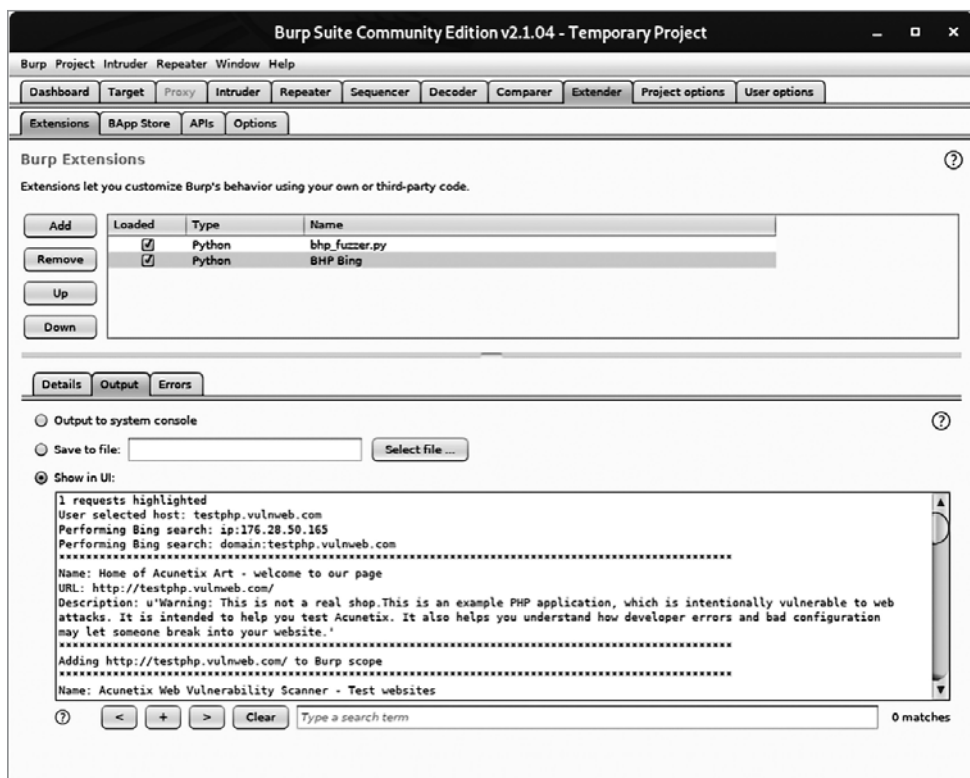 Burp Suite Community Edition v2.1.04 - Temporary Project
Burp Project Intruder Repeater Window Help
Dashboard Target Proxy Intruder Repeater Sequencer Decoder Comparer Extender Project options User options
Extensions BApp Store APIs Options
Burp Extensions
?
Extensions let you customize Burp's behavior using your own or third-party code.
Add
Remove
Up
Down
Loaded Type Name
Python bhp_fuzzer.py
Python BHP Bing
Details Output Errors
Output to system console
?
Save to file: Select file ...
Show in UI:
1 requests highlighted
User selected host: testphp.vulnweb.com
Performing Bing search: ip:176.28.50.165
Performing Bing search: domain:testphp.vulnweb.com
****************************************************************************************************
Name: Home of Acunetix Art - welcome to our page
URL: http://testphp.vulnweb.com/
Description: u'Warning: This is not a real shop.This is an example PHP application, which is intentionally vulnerable to web
attacks. It is intended to help you test Acunetix. It also helps you understand how developer errors and bad configuration
may let someone break into your website.'
****************************************************************************************************
Adding http://testphp.vulnweb.com/ to Burp scope
****************************************************************************************************
Name: Acunetix Web Vulnerability Scanner - Test websites
? < + > Clear Type a search term 0 matches